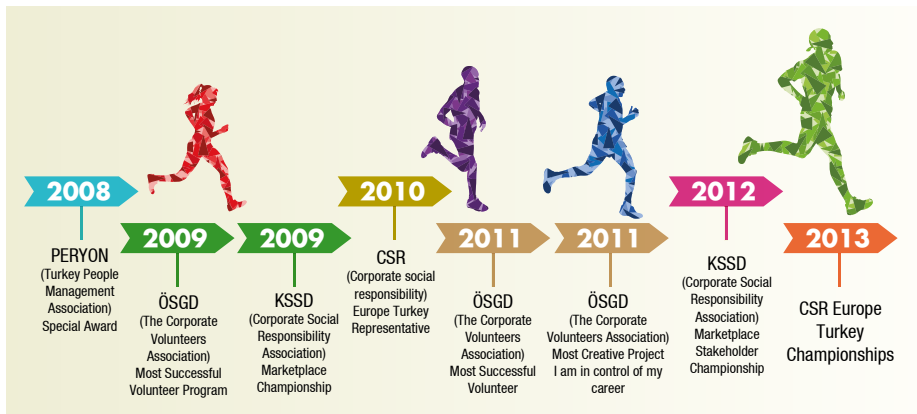 2008
PERYON
(Turkey People
Management
Association)
Special Award
2009
ÖSGD
(The Corporate
Volunteers
Association)
Most Successful
Volunteer Program
2009
KSSD
(Corporate Social
Responsibility
Association)
Marketplace
Championship
2010
CSR
(Corporate social
responsibility)
Europe Turkey
Representative
2011
ÖSGD
(The Corporate
Volunteers
Association)
Most Successful
Volunteer
2011
ÖSGD
(The Corporate
Volunteers Association)
Most Creative Project
I am in control of my
career
2012
KSSD
(Corporate Social
Responsibility
Association)
Marketplace
Stakeholder
Championship
2013
CSR Europe
Turkey
Championships